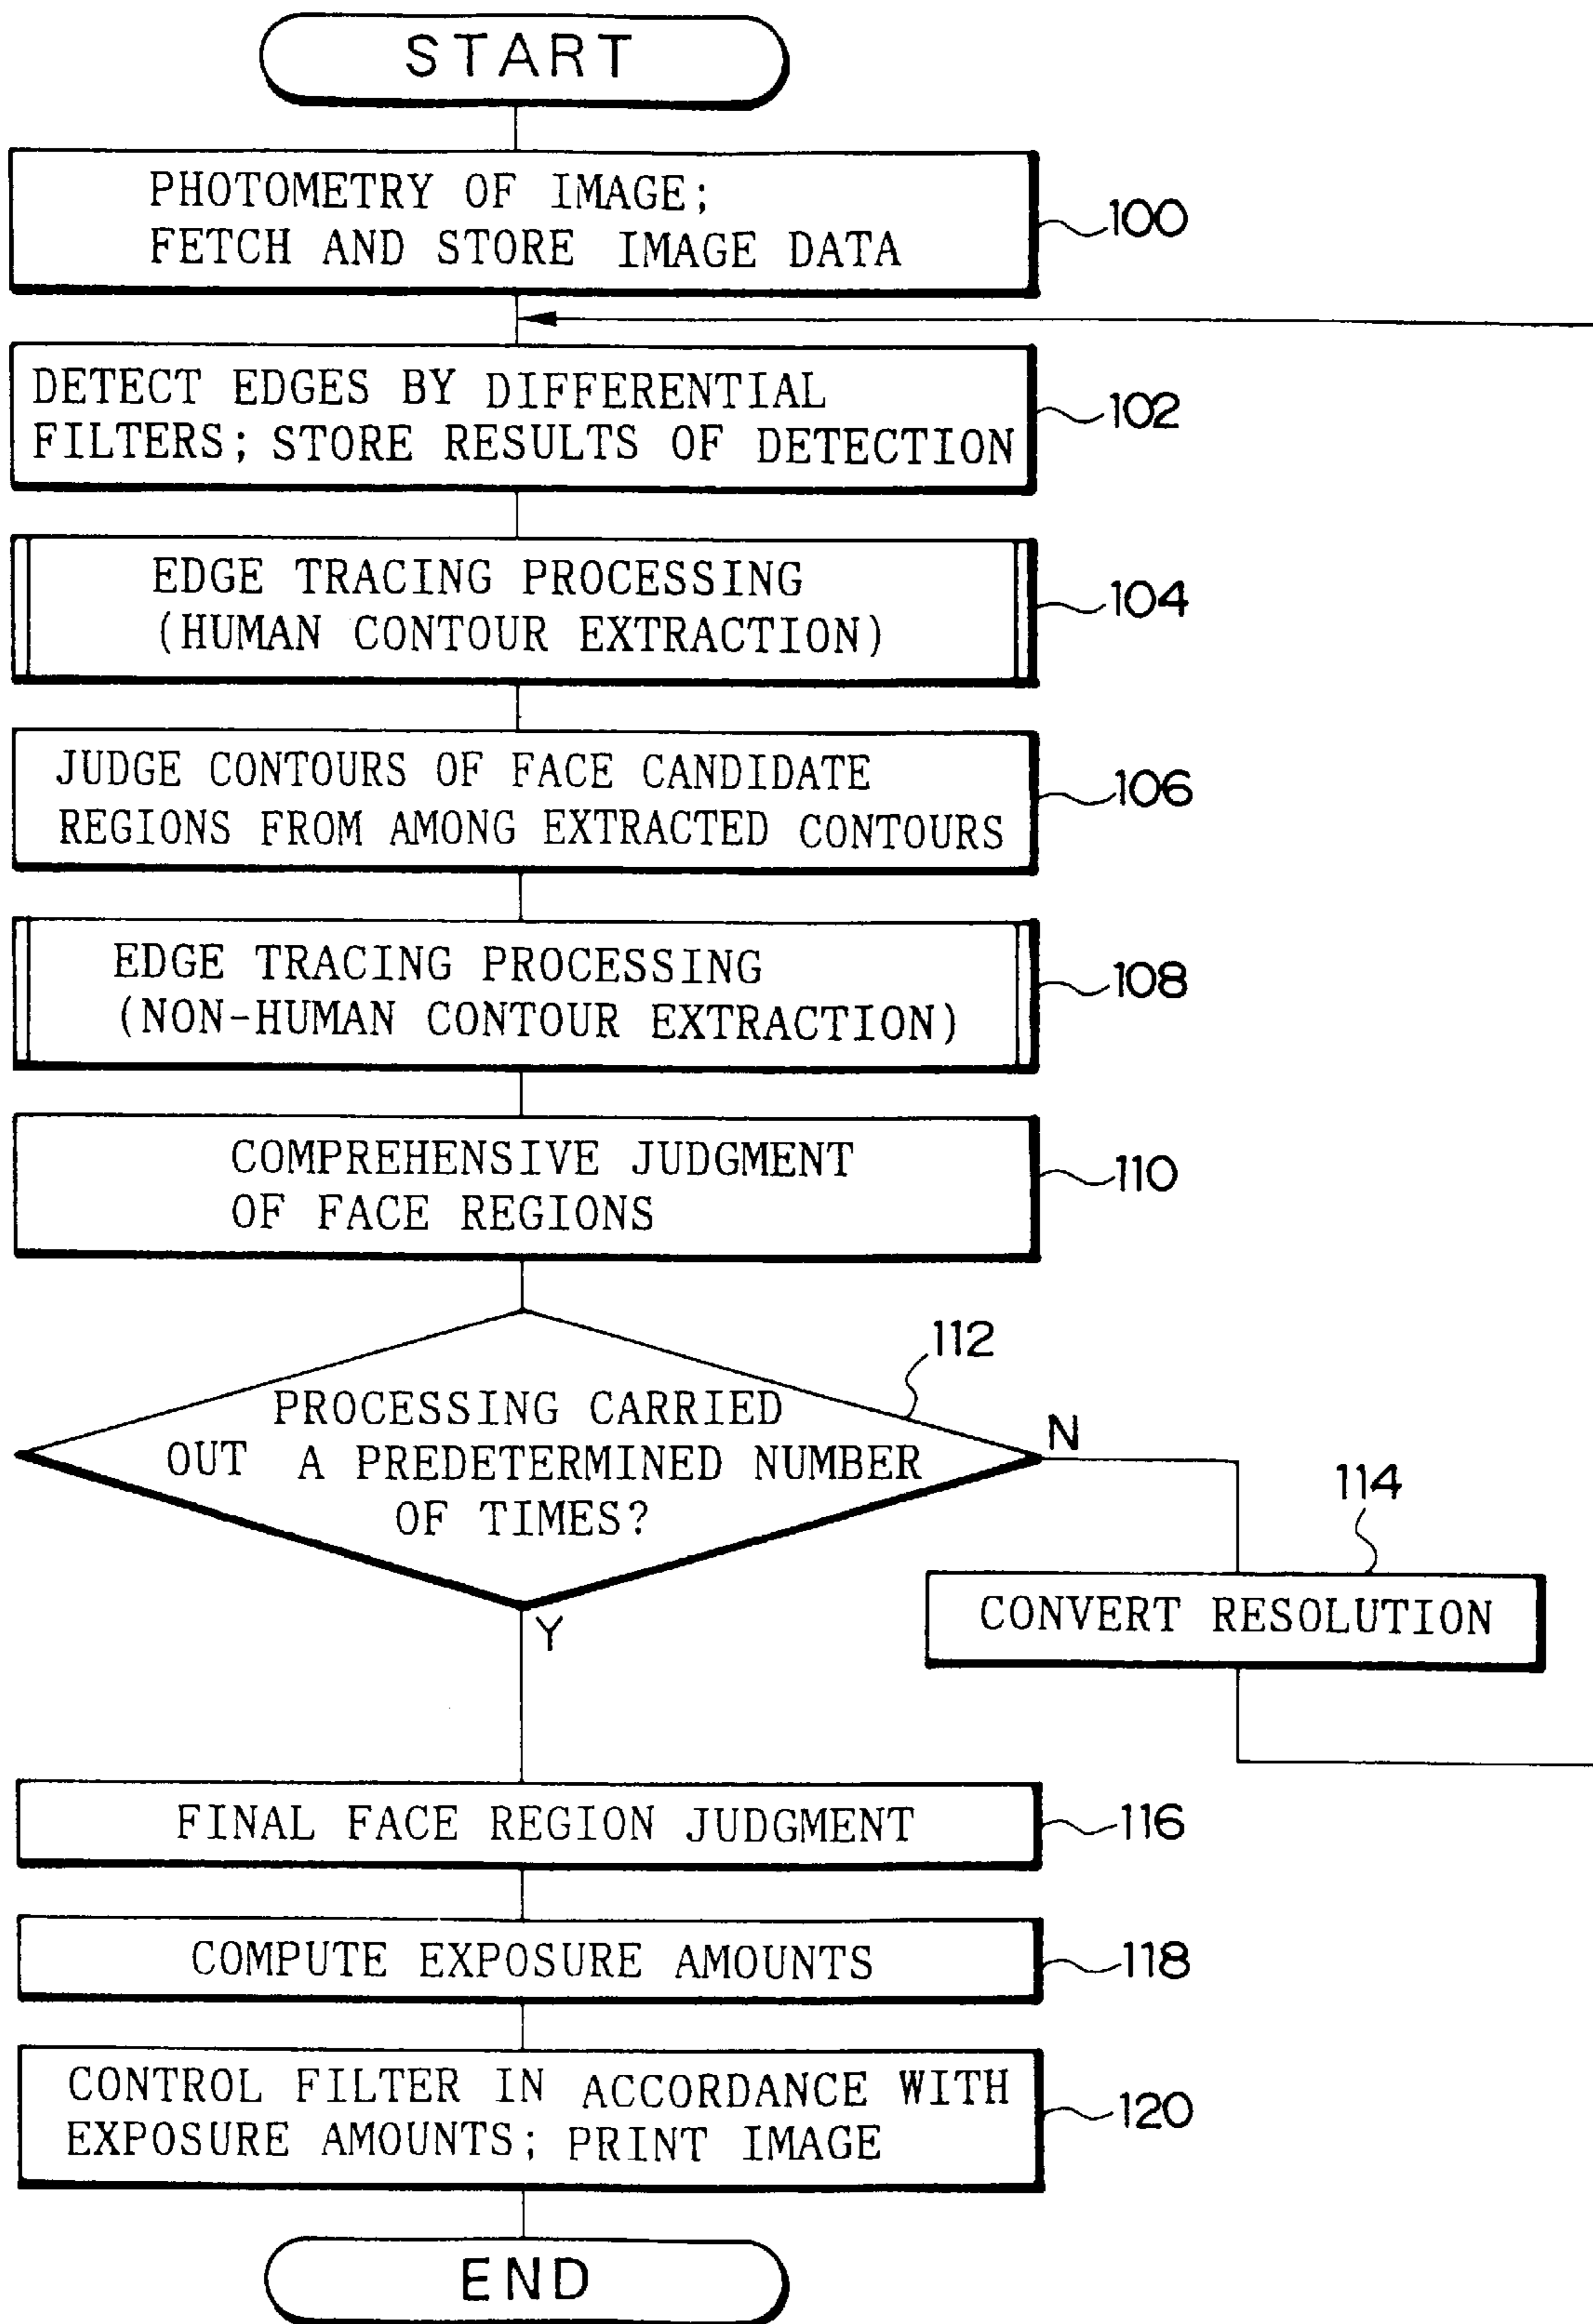 START
PHOTOMETRY OF IMAGE;
FETCH AND STORE IMAGE DATA
100
DETECT EDGES BY DIFFERENTIAL
FILTERS; STORE RESULTS OF DETECTION
102
EDGE TRACING PROCESSING
(HUMAN CONTOUR EXTRACTION)
104
JUDGE CONTOURS OF FACE CANDIDATE
REGIONS FROM AMONG EXTRACTED CONTOURS
106
EDGE TRACING PROCESSING
(NON-HUMAN CONTOUR EXTRACTION)
108
COMPREHENSIVE JUDGMENT
OF FACE REGIONS
110
112
PROCESSING CARRIED
OUT A PREDETERMINED NUMBER
OF TIMES?
N
Y
114
CONVERT RESOLUTION
FINAL FACE REGION JUDGMENT
116
COMPUTE EXPOSURE AMOUNTS
118
CONTROL FILTER IN ACCORDANCE WITH
EXPOSURE AMOUNTS; PRINT IMAGE
120
END